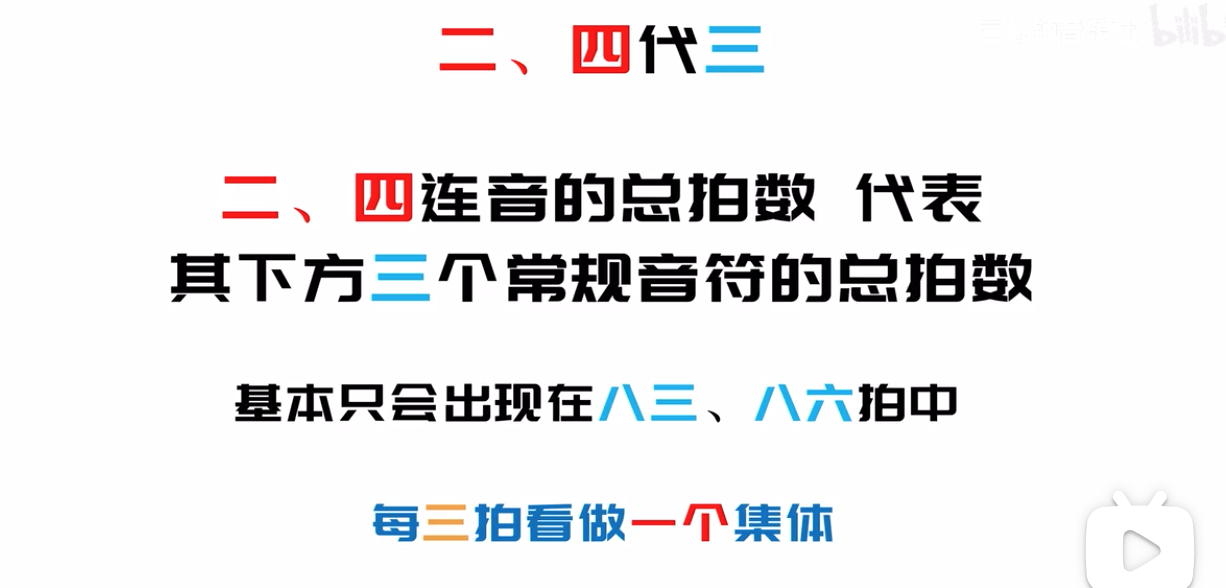 二、四代三
二、四连音的总拍数 代表
其下方三个常规音符的总拍数
基本只会出现在八三、八六拍中
每三拍看做一个集体